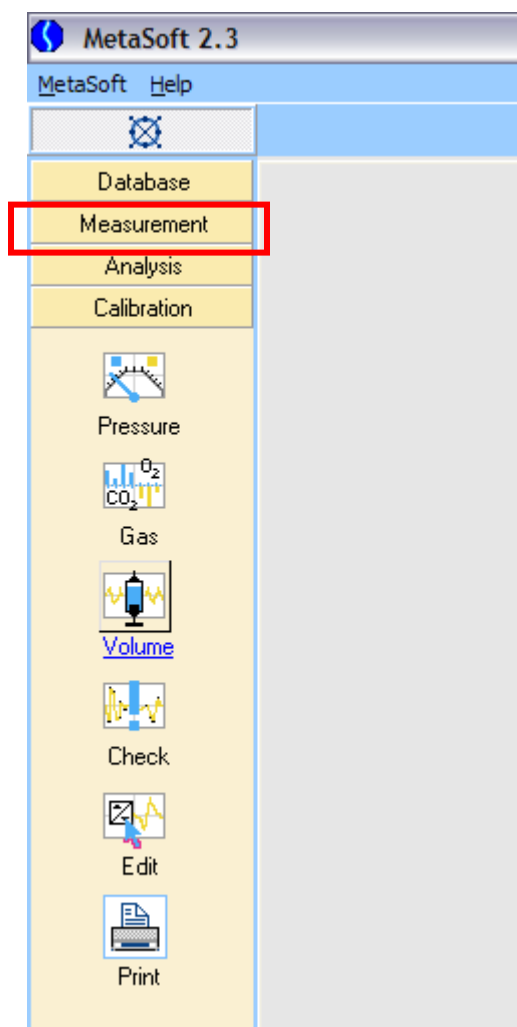 MetaSoft 2.3
MetaSoft Help
Database
Measurement
Analysis
Calibration
Pressure
O2
CO2
Gas
Volume
Check
Edit
Print